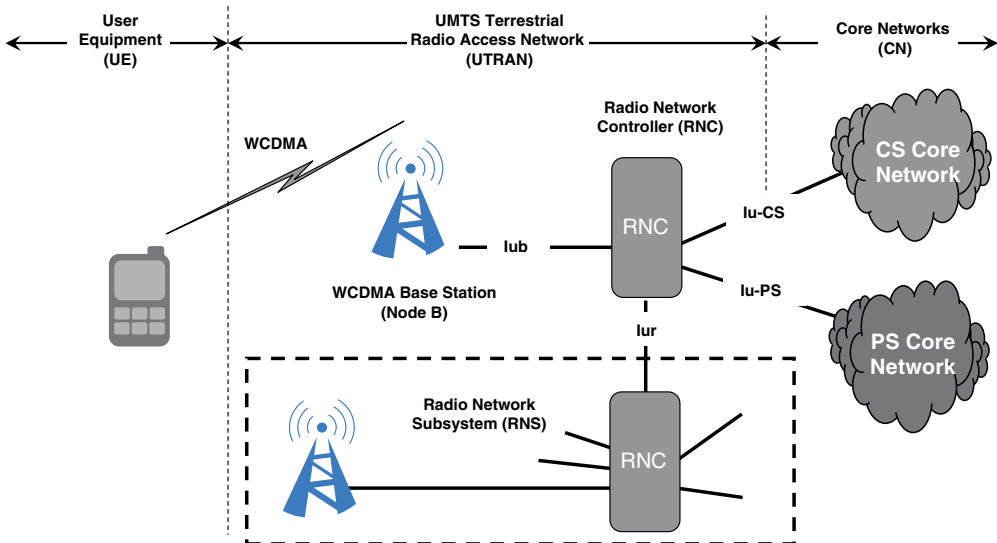 User
Equipment
(UE)
UMTS Terrestrial
Radio Access Network
(UTRAN)
Core Networks
(CN)
WCDMA
Radio Network
Controller (RNC)
CS Core
Network
RNC
Iu-CS
Iub
Iu-PS
WCDMA Base Station
(Node B)
Iur
PS Core
Network
Radio Network
Subsystem (RNS)
RNC